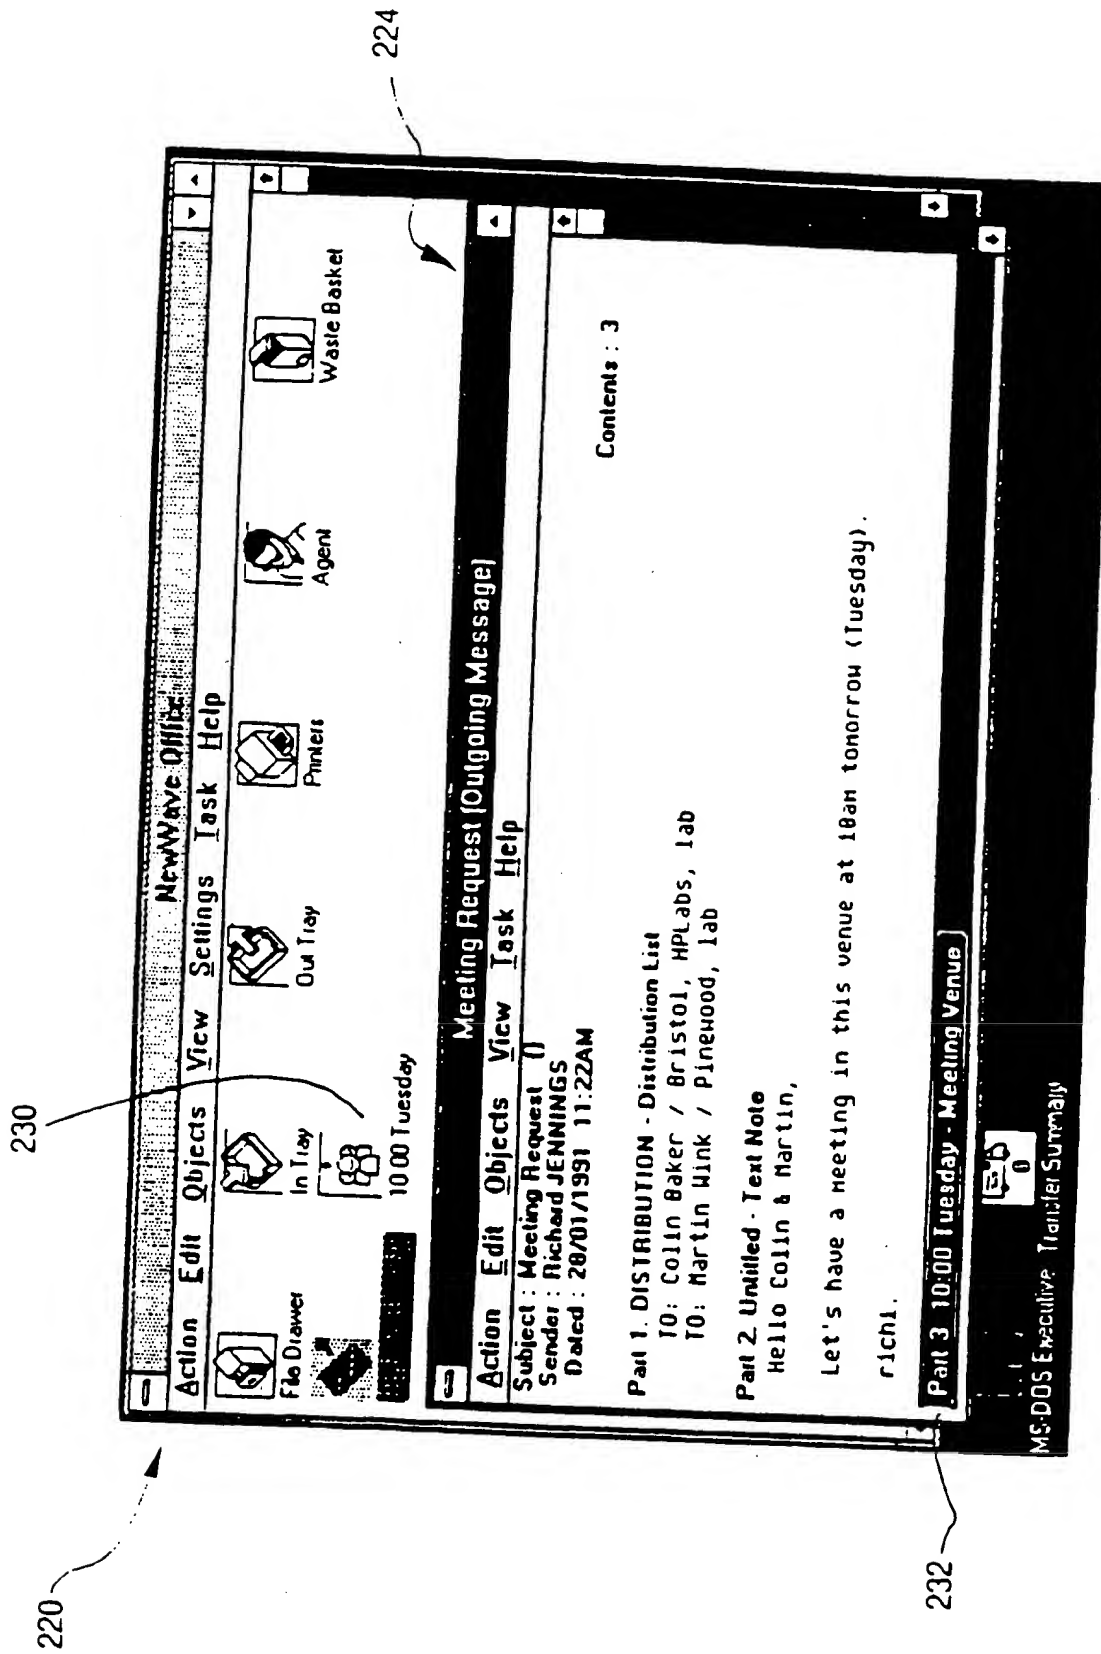 220
230
224
232
NewWave Office
Action Edit Objects View Settings Task Help
File Drawer In Tray Out Tray Printers Agent Waste Basket
10:00 Tuesday
Meeting Request [Outgoing Message]
Action Edit Objects View Task Help
Subject : Meeting Request ()
Sender : Richard JENNINGS
Dated : 28/01/1991 11:22AM
Contents : 3
Part 1. DISTRIBUTION - Distribution List
TO: Colin Baker / Bristol, HPLabs, lab
TO: Martin Wink / Pinewood, lab
Part 2. Untitled - Text Note
Hello Colin & Martin,
Let's have a meeting in this venue at 10am tomorrow (Tuesday).
richi.
Part 3 10:00 Tuesday - Meeting Venue
MS-DOS Executive Transfer Summary